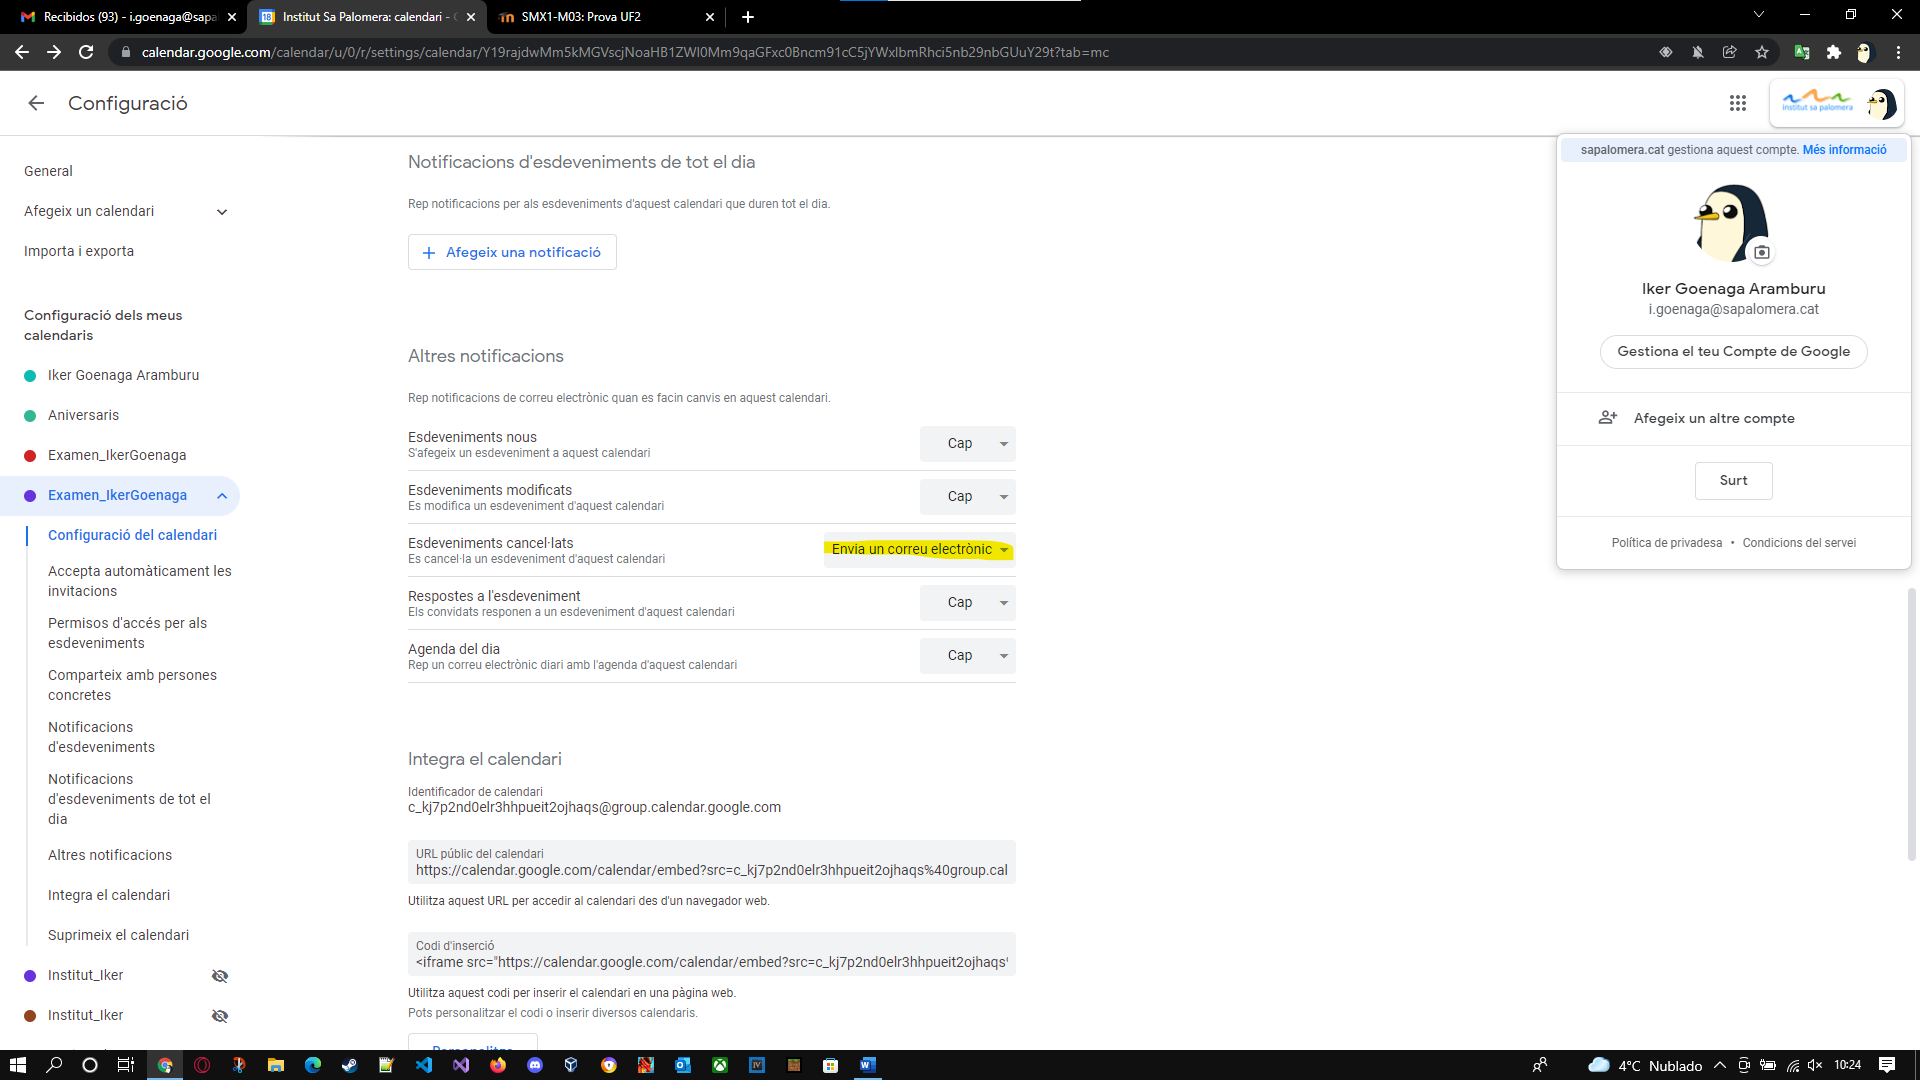 Recibidos (93) - i.goenaga@sapa
Institut Sa Palomera: calendari -
SMX1-M03: Prova UF2
calendar.google.com/calendar/u/0/r/settings/calendar/Y19rajdwMm5kMGVscjNoaHB1ZWl0Mm9qaGFxc0Bncm91cC5jYWxlbmRhci5nb29nbGUuY29t?tab=mc
Configuració
institut sa palomera
General
Afegeix un calendari
Importa i exporta
Configuració dels meus
calendaris
Iker Goenaga Aramburu
Aniversaris
Examen_IkerGoenaga
Examen_IkerGoenaga
Configuració del calendari
Accepta automàticament les
invitacions
Permisos d'accés per als
esdeveniments
Comparteix amb persones
concretes
Notificacions
d'esdeveniments
Notificacions
d'esdeveniments de tot el
dia
Altres notificacions
Integra el calendari
Suprimeix el calendari
Institut_Iker
Institut_Iker
Notificacions d'esdeveniments de tot el dia
Rep notificacions per als esdeveniments d'aquest calendari que duren tot el dia.
Afegeix una notificació
Altres notificacions
Rep notificacions de correu electrònic quan es facin canvis en aquest calendari.
Esdeveniments nous
S'afegeix un esdeveniment a aquest calendari
Cap
Esdeveniments modificats
Es modifica un esdeveniment d'aquest calendari
Cap
Esdeveniments cancel·lats
Es cancel·la un esdeveniment d'aquest calendari
Envia un correu electrònic
Respostes a l'esdeveniment
Els convidats responen a un esdeveniment d'aquest calendari
Cap
Agenda del dia
Rep un correu electrònic diari amb l'agenda d'aquest calendari
Cap
Integra el calendari
Identificador de calendari
c_kj7p2nd0elr3hhpueit2ojhaqs@group.calendar.google.com
URL públic del calendari
https://calendar.google.com/calendar/embed?src=c_kj7p2nd0elr3hhpueit2ojhaqs%40group.cal
Utilitza aquest URL per accedir al calendari des d'un navegador web.
Codi d'inserció
<iframe src="https://calendar.google.com/calendar/embed?src=c_kj7p2nd0elr3hhpueit2ojhaqs
Utilitza aquest codi per inserir el calendari en una pàgina web.
Pots personalitzar el codi o inserir diversos calendaris.
sapalomera.cat gestiona aquest compte. Més informació
Iker Goenaga Aramburu
i.goenaga@sapalomera.cat
Gestiona el teu Compte de Google
Afegeix un altre compte
Surt
Política de privadesa • Condicions del servei
4°C Nublado
10:24